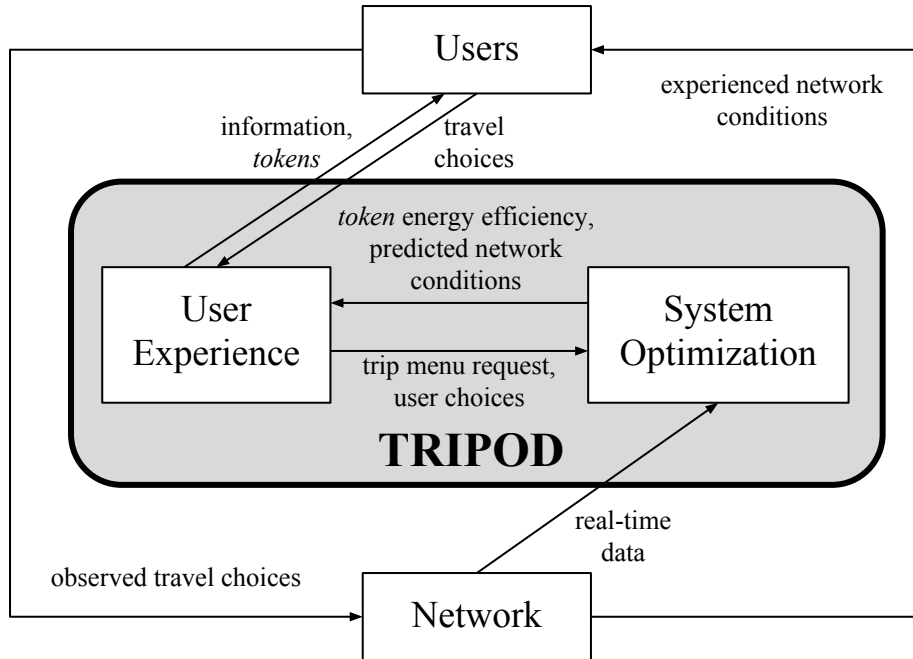 Users
experienced network
conditions
information,
tokens
travel
choices
token energy efficiency,
predicted network
conditions
User
Experience
System
Optimization
trip menu request,
user choices
TRIPOD
real-time
data
observed travel choices
Network